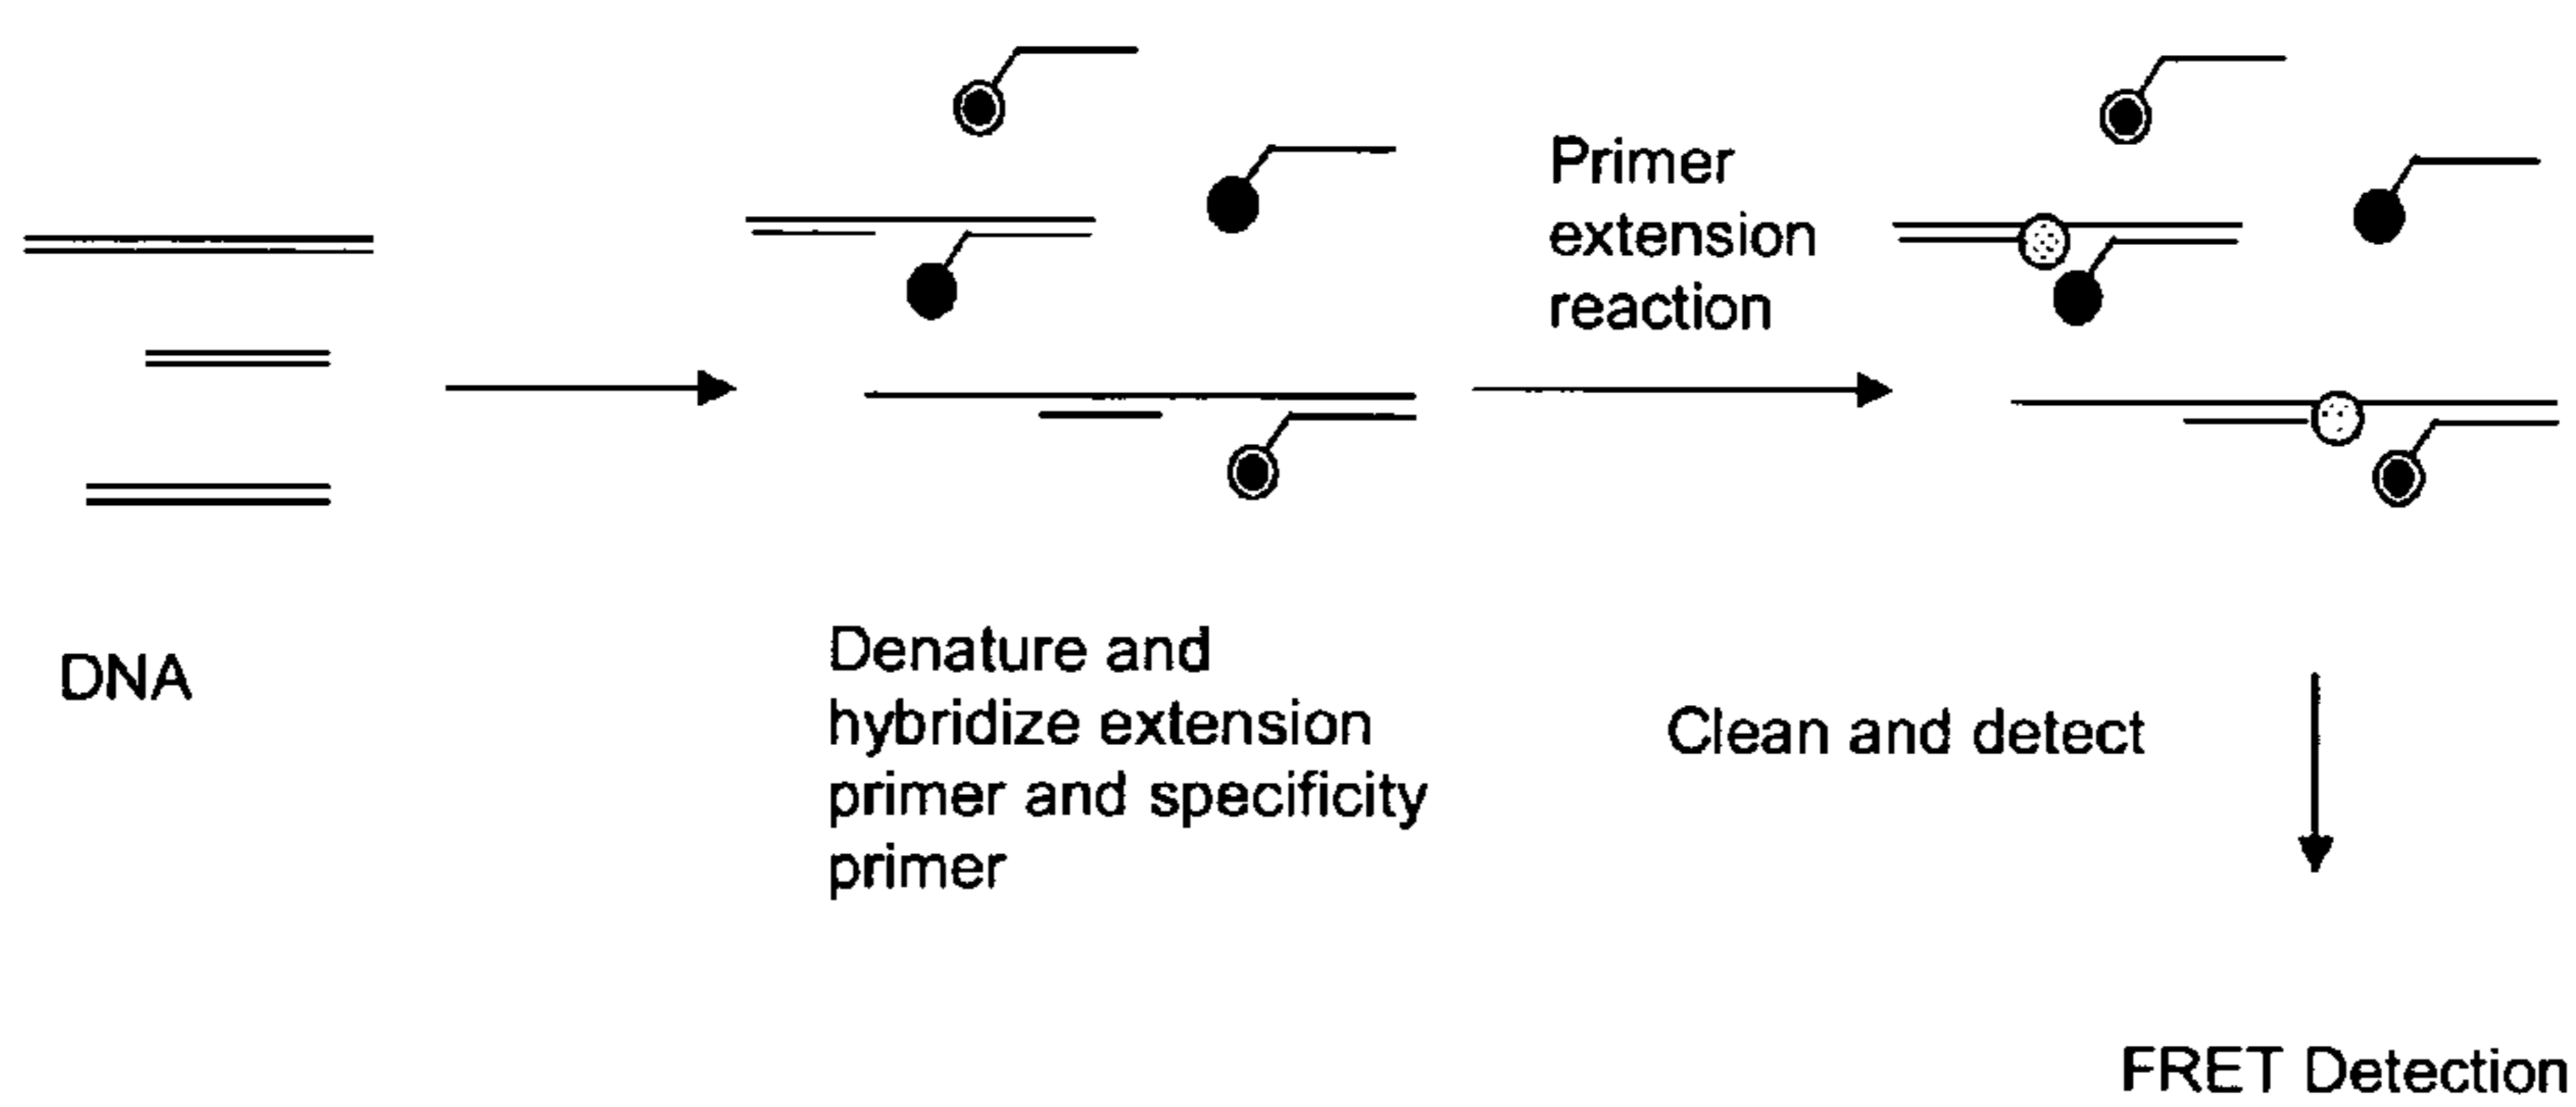 DNA
Denature and
hybridize extension
primer and specificity
primer
Primer
extension
reaction
Clean and detect
FRET Detection